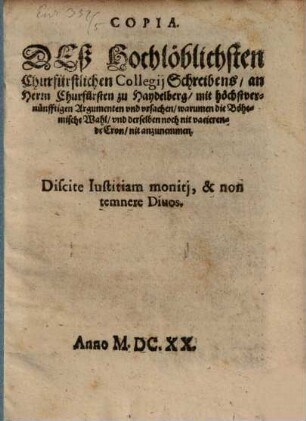 COPIA.
DEß Hochlöblichsten
Churfürstlichen Collegij Schreibens / an
Herrn Churfürsten zu Haydelberg / mit höchstver-
nünfftigen Argumenten vnd vrsachen / warumen die Böhe-
mische Wahl / vnd derselben noch nit vacieren-
de Cron / nit anzunemmen.
Discite Iustitiam monitj, & non
temnere Diuos.
Anno M. DC. XX.